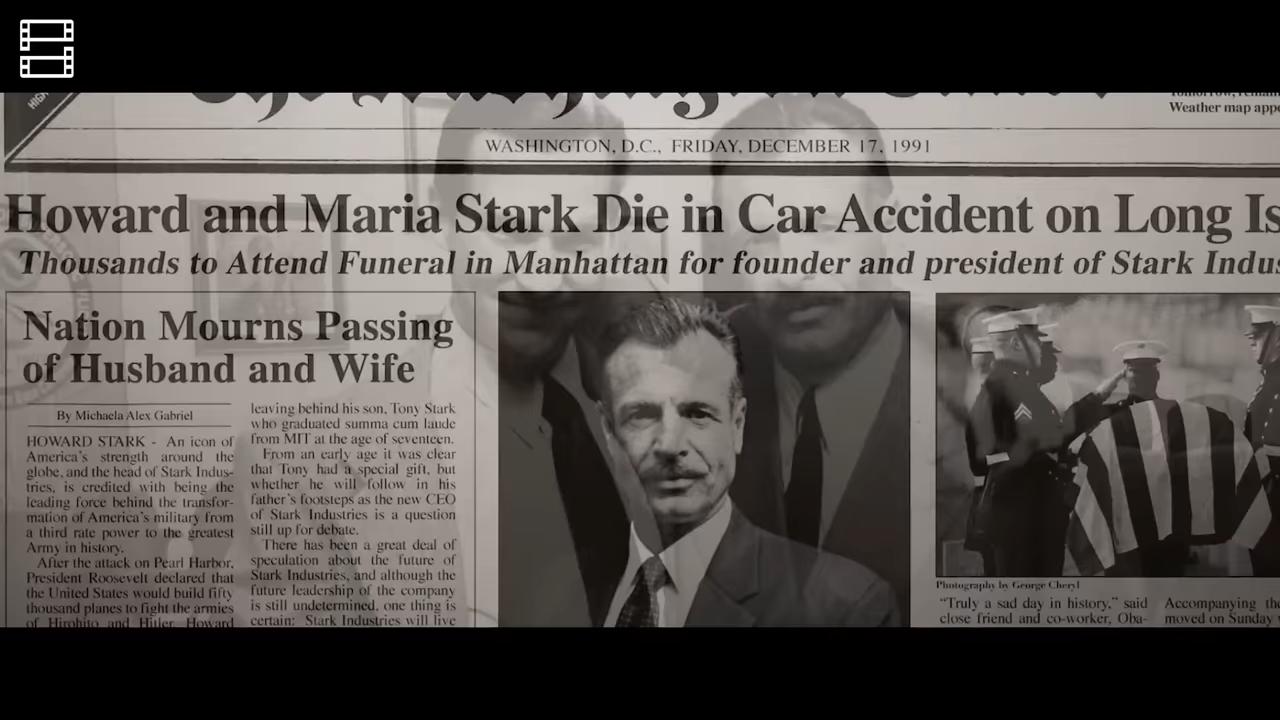 HIGH
Weather map appe
WASHINGTON, D.C., FRIDAY, DECEMBER 17, 1991
Howard and Maria Stark Die in Car Accident on Long Is
Thousands to Attend Funeral in Manhattan for founder and president of Stark Indus
Nation Mourns Passing
of Husband and Wife
By Michaela Alex Gabriel
HOWARD STARK - An icon of
America's strength around the
globe, and the head of Stark Indus-
tries, is credited with being the
leading force behind the transfor-
mation of America's military from
a third rate power to the greatest
Army in history.
After the attack on Pearl Harbor,
President Roosevelt declared that
the United States would build fifty
thousand planes to fight the armies
of Hirohito and Hitler. Howard
leaving behind his son, Tony Stark
who graduated summa cum laude
from MIT at the age of seventeen.
From an early age it was clear
that Tony had a special gift, but
whether he will follow in his
father's footsteps as the new CEO
of Stark Industries is a question
still up for debate.
There has been a great deal of
speculation about the future of
Stark Industries, and although the
future leadership of the company
is still undetermined, one thing is
certain: Stark Industries will live
Photography by George Cheryl
"Truly a sad day in history," said
close friend and co-worker, Oba-
Accompanying the
moved on Sunday